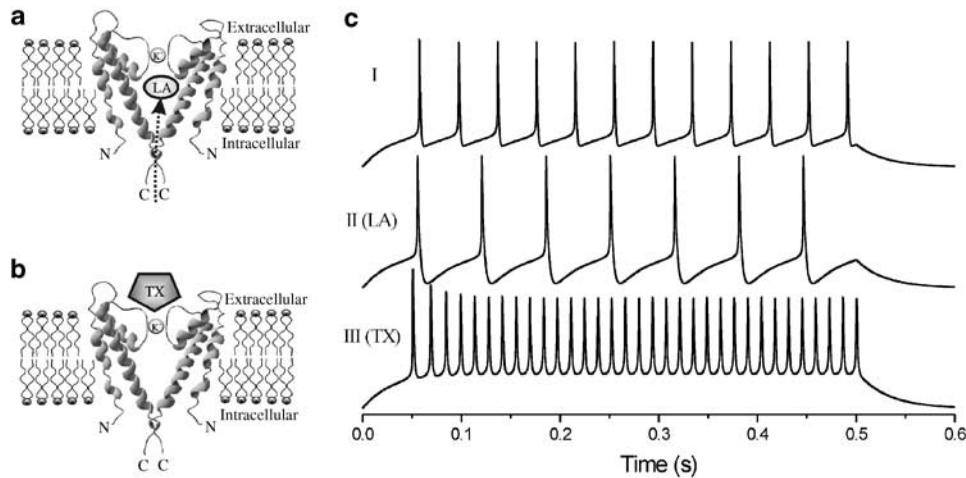 a
Extracellular
K
LA
Intracellular
N
N
C C
b
TX
Extracellular
K
Intracellular
N
N
C C
c
I
II (LA)
III (TX)
0.0 0.1 0.2 0.3 0.4 0.5 0.6
Time (s)